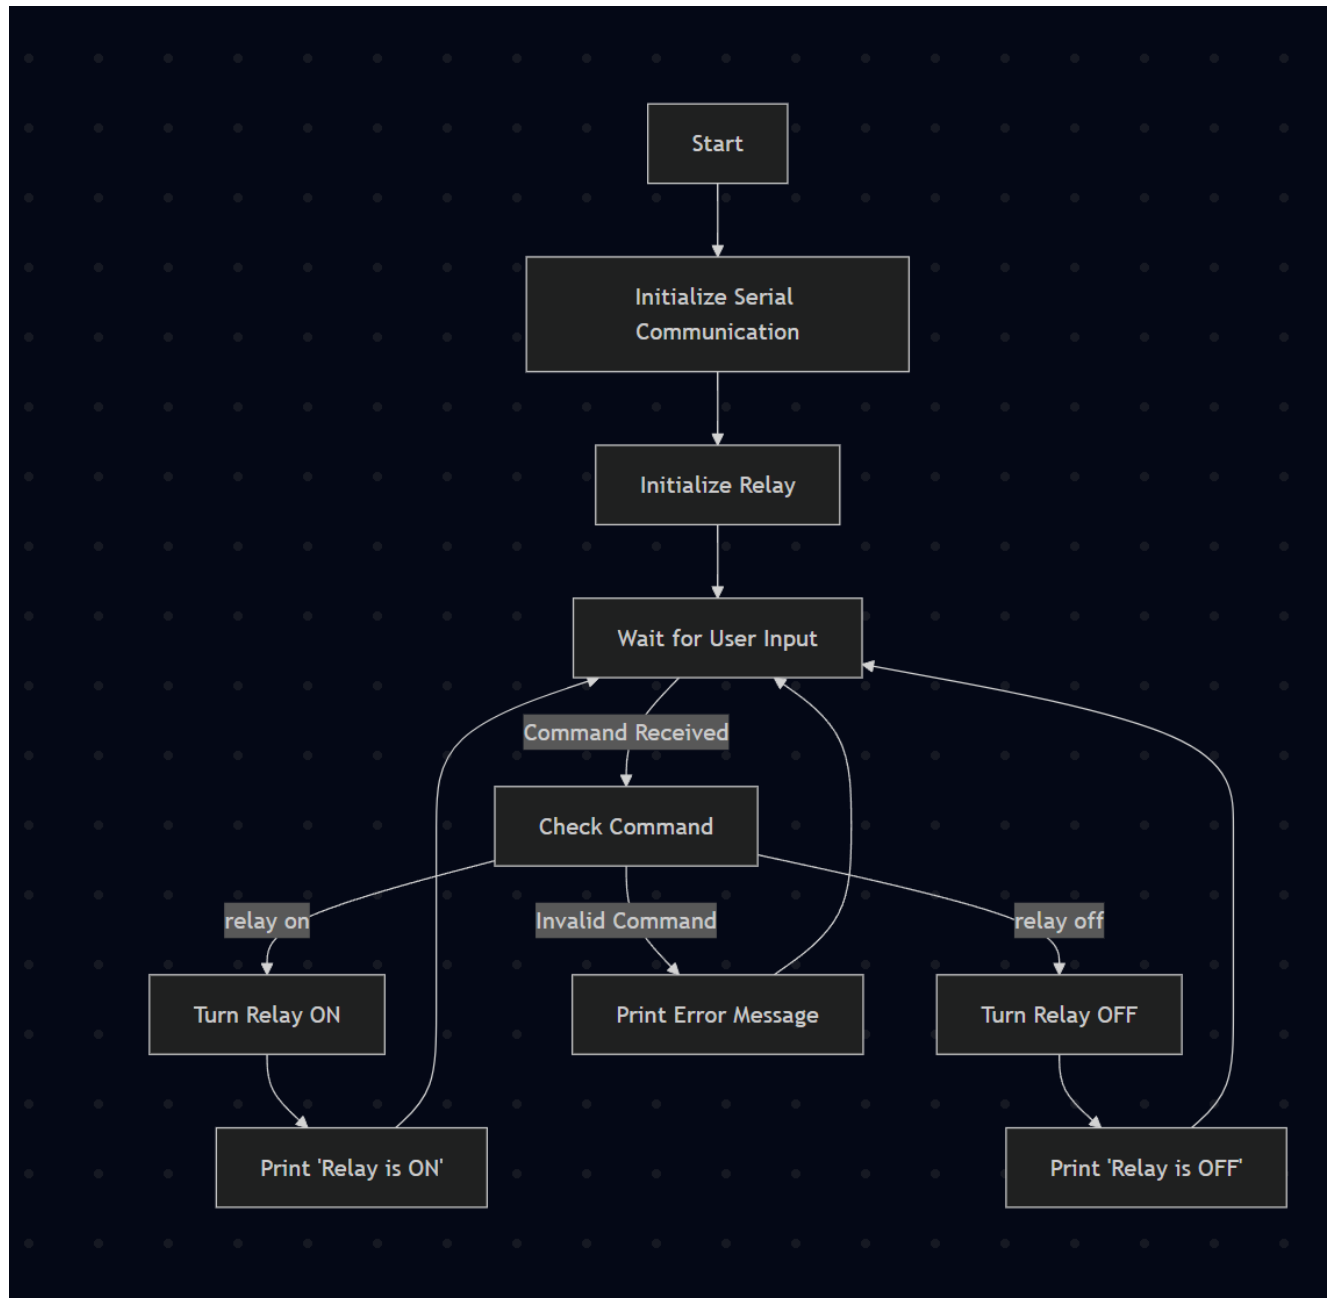 Start
Initialize Serial
Communication
Initialize Relay
Wait for User Input
Command Received
Check Command
relay on
Invalid Command
relay off
Turn Relay ON
Print Error Message
Turn Relay OFF
Print 'Relay is ON'
Print 'Relay is OFF'